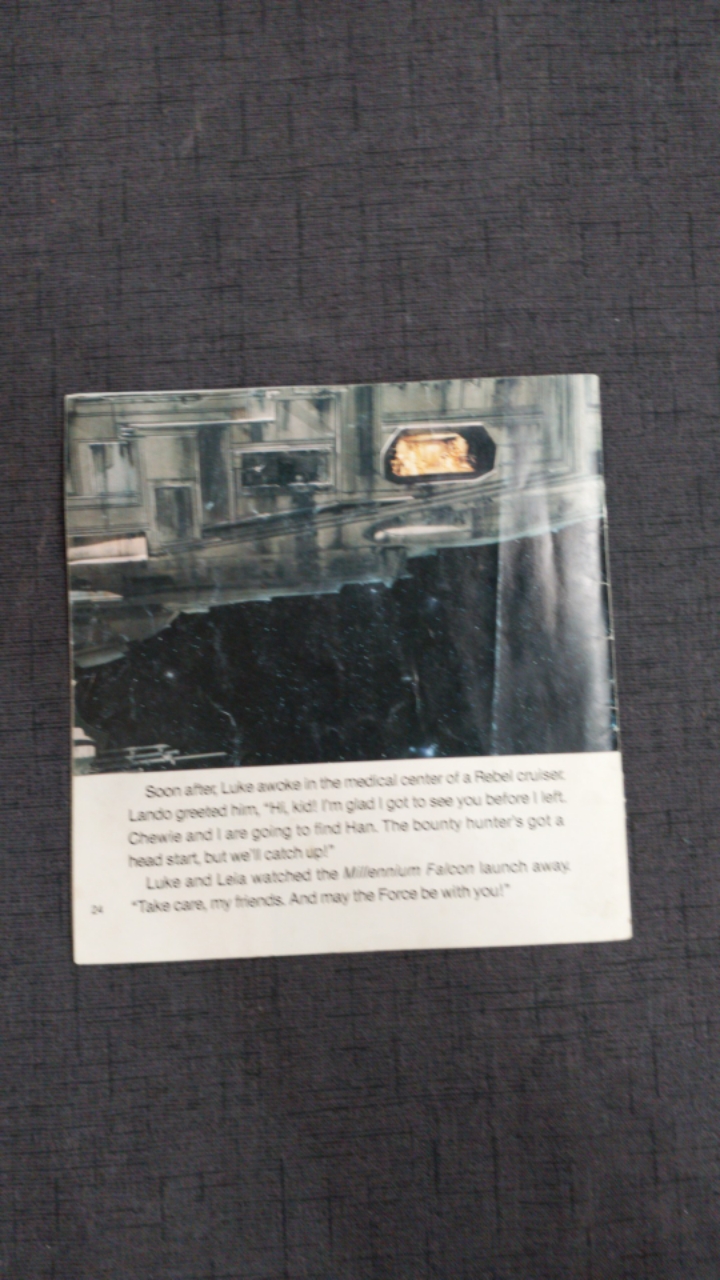 Soon after, Luke awoke in the medical center of a Rebel cruiser.
Lando greeted him, "Hi, kid! I'm glad I got to see you before I left.
Chewie and I are going to find Han. The bounty hunter's got a
head start, but we'll catch up!"
Luke and Leia watched the Millennium Falcon launch away.
"Take care, my friends. And may the Force be with you!"
24